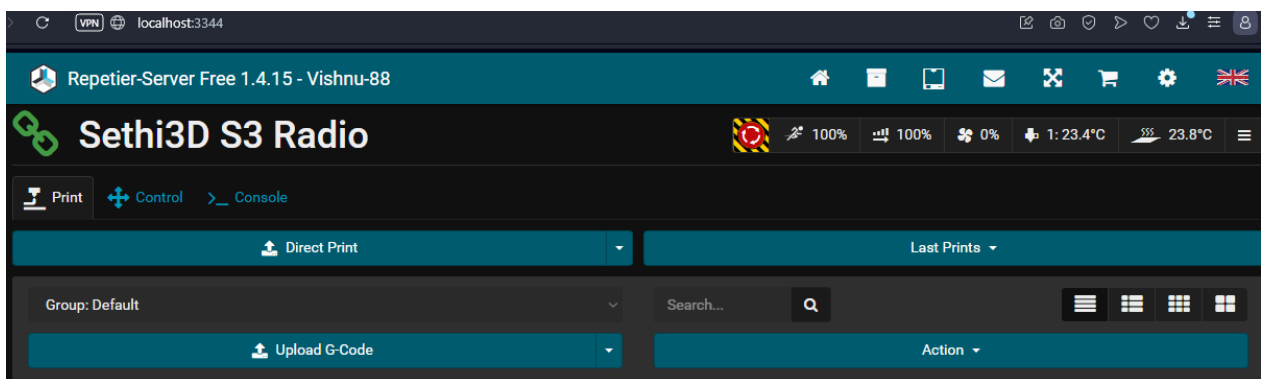 VPN localhost:3344
Repetier-Server Free 1.4.15 - Vishnu-88
Sethi3D S3 Radio 100% 100% 0% 1: 23.4°C 23.8°C
Print Control Console
Direct Print Last Prints
Group: Default Search...
Upload G-Code Action